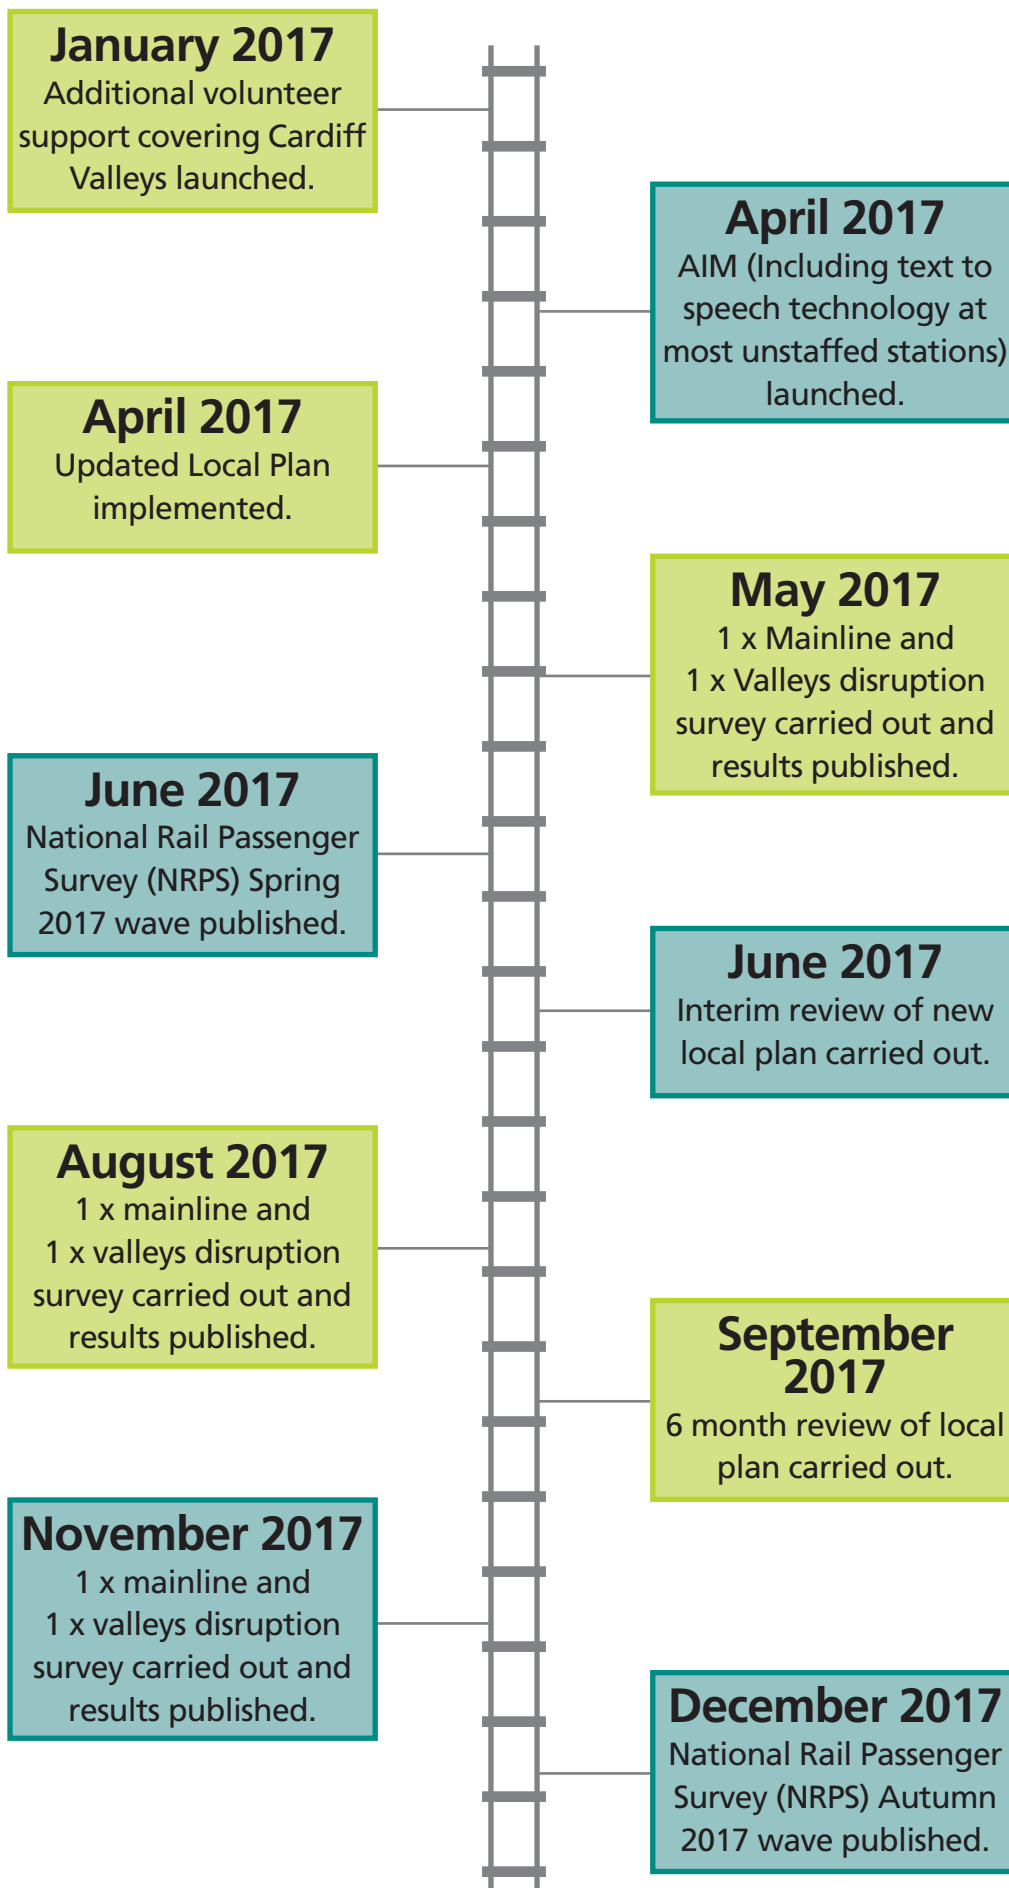 January 2017
Additional volunteer
support covering Cardiff
Valleys launched.
April 2017
AIM (Including text to
speech technology at
most unstaffed stations)
launched.
April 2017
Updated Local Plan
implemented.
May 2017
1 x Mainline and
1 x Valleys disruption
survey carried out and
results published.
June 2017
National Rail Passenger
Survey (NRPS) Spring
2017 wave published.
June 2017
Interim review of new
local plan carried out.
August 2017
1 x mainline and
1 x valleys disruption
survey carried out and
results published.
September
2017
6 month review of local
plan carried out.
November 2017
1 x mainline and
1 x valleys disruption
survey carried out and
results published.
December 2017
National Rail Passenger
Survey (NRPS) Autumn
2017 wave published.